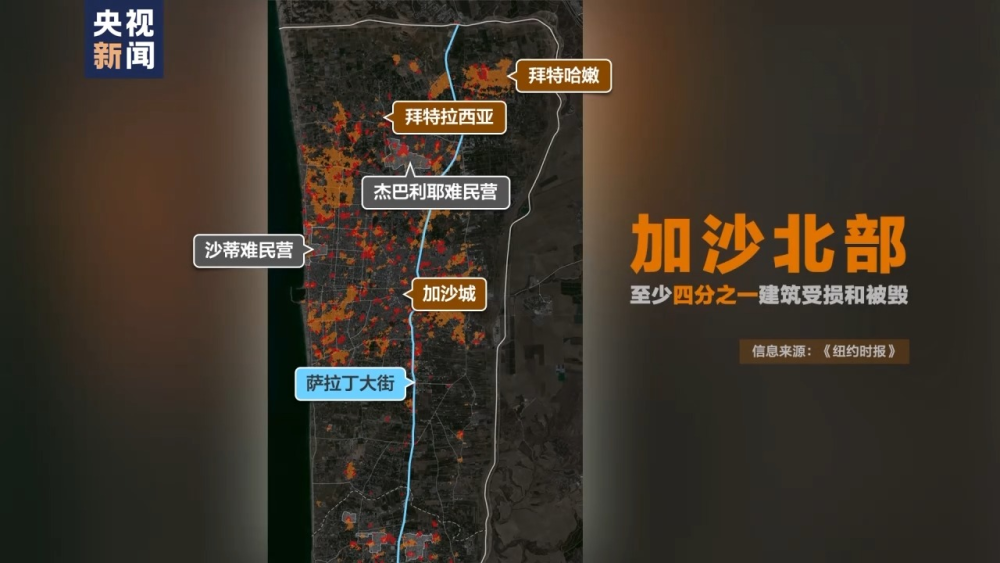 央视
新闻
拜特哈嫩
拜特拉西亚
杰巴利耶难民营
沙蒂难民营
加沙城
萨拉丁大街
加沙北部
至少四分之一建筑受损和被毁
信息来源：《纽约时报》